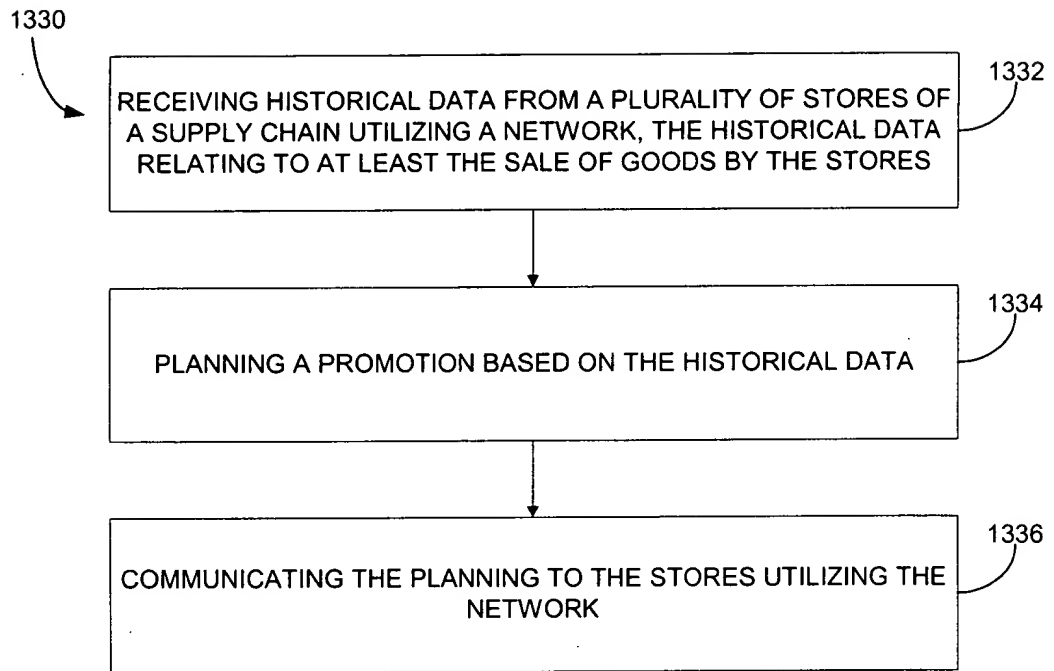 1330
1332
RECEIVING HISTORICAL DATA FROM A PLURALITY OF STORES OF
A SUPPLY CHAIN UTILIZING A NETWORK, THE HISTORICAL DATA
RELATING TO AT LEAST THE SALE OF GOODS BY THE STORES
1334
PLANNING A PROMOTION BASED ON THE HISTORICAL DATA
1336
COMMUNICATING THE PLANNING TO THE STORES UTILIZING THE
NETWORK